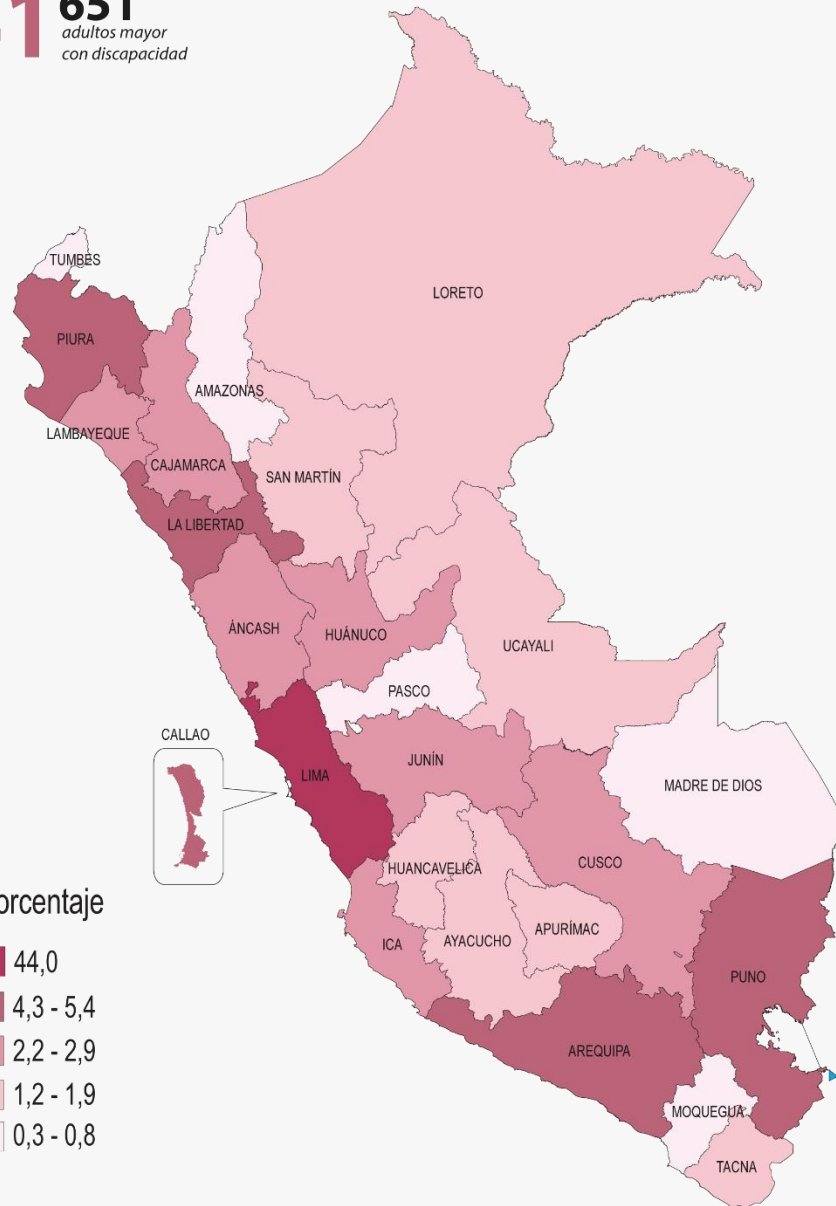 1 651
adultos mayor
con discapacidad
TUMBES
LORETO
PIURA
AMAZONAS
LAMBAYEQUE
CAJAMARCA
SAN MARTÍN
LA LIBERTAD
ÁNCASH
HUÁNUCO
UCAYALI
PASCO
CALLAO
JUNÍN
LIMA
MADRE DE DIOS
CUSCO
HUANCAVELICA
APURÍMAC
ICA
AYACUCHO
PUNO
AREQUIPA
MOQUEGUA
TACNA
orcentaje
44,0
4,3 - 5,4
2,2 - 2,9
1,2 - 1,9
0,3 - 0,8